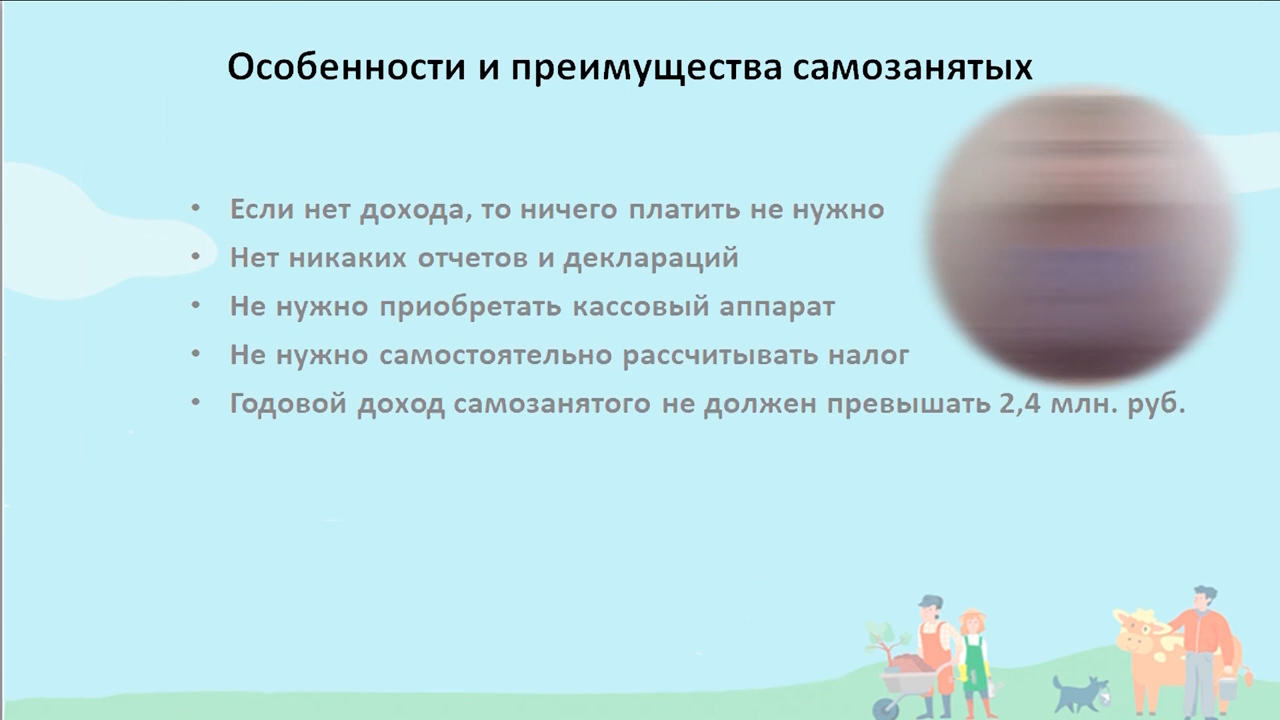 Особенности и преимущества самозанятых
• Если нет дохода, то ничего платить не нужно
• Нет никаких отчетов и деклараций
• Не нужно приобретать кассовый аппарат
• Не нужно самостоятельно рассчитывать налог
• Годовой доход самозанятого не должен превышать 2,4 млн. руб.